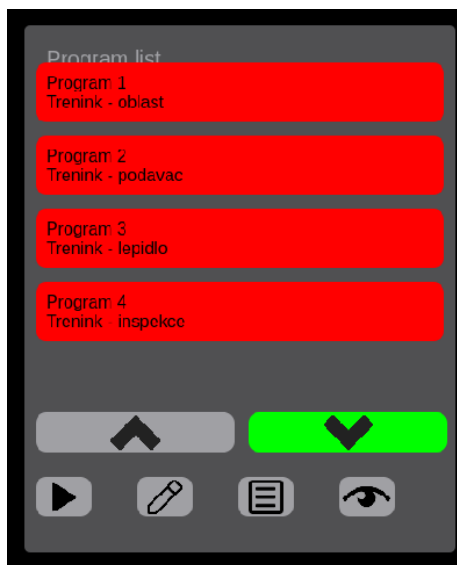 Program list
Program 1
Trenink - oblast
Program 2
Trenink - podavac
Program 3
Trenink - lepidlo
Program 4
Trenink - inspekce